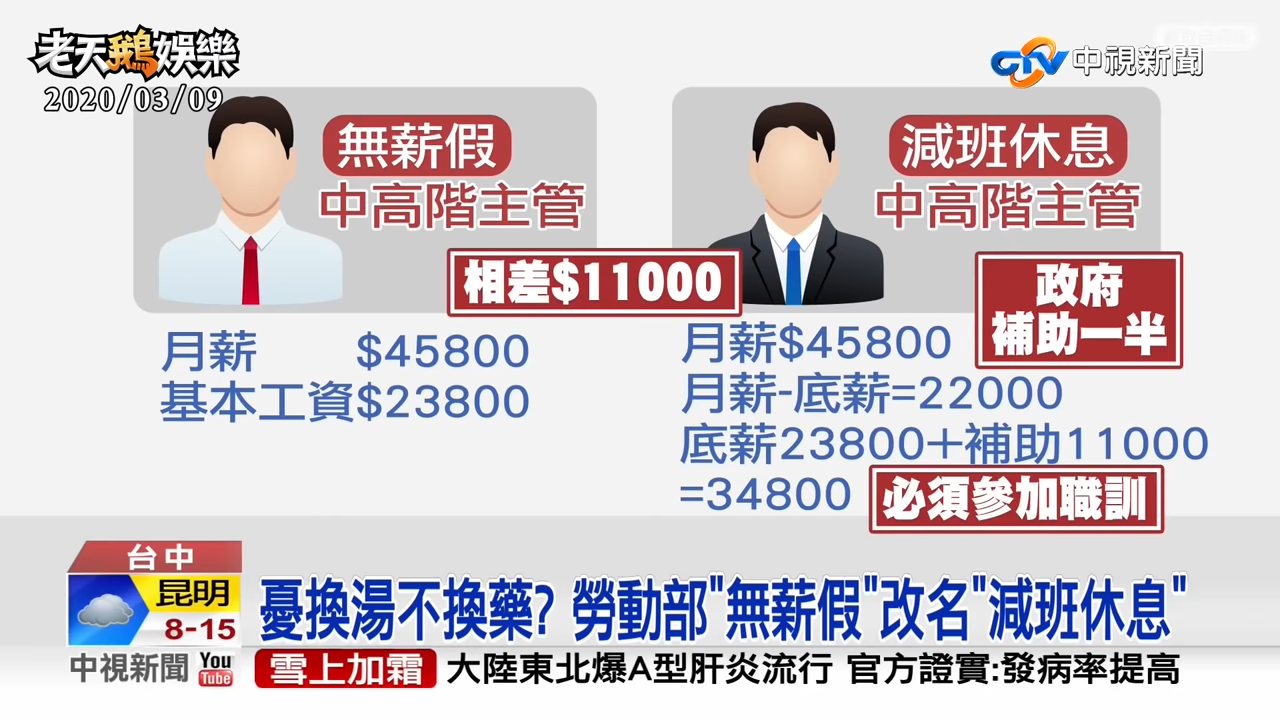 老天鵝娛樂
2020/03/09
CTV中視新聞
無薪假
中高階主管
相差$11000
月薪 $45800
基本工資$23800
減班休息
中高階主管
政府
補助一半
月薪$45800
月薪-底薪=22000
底薪23800+補助11000
=34800
必須參加職訓
台中
昆明
8-15
憂換湯不換藥? 勞動部"無薪假"改名"減班休息"
中視新聞 You Tube
雪上加霜 大陸東北爆A型肝炎流行 官方證實:發病率提高